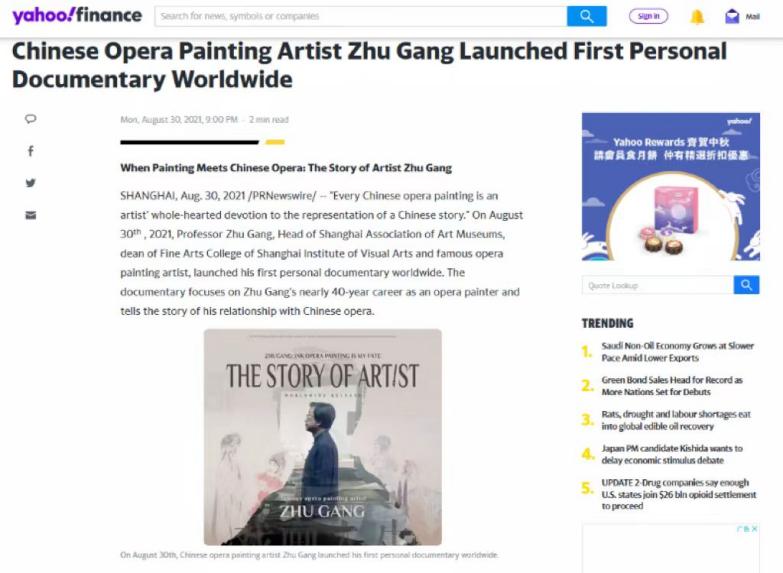 yahoo!finance
Search for news, symbols or companies
Sign in
Mail
Chinese Opera Painting Artist Zhu Gang Launched First Personal
Documentary Worldwide
Mon, August 30, 2021, 9:00 PM · 2 min read
When Painting Meets Chinese Opera: The Story of Artist Zhu Gang
SHANGHAI, Aug. 30, 2021 /PRNewswire/ -- "Every Chinese opera painting is an
artist' whole-hearted devotion to the representation of a Chinese story." On August
30th , 2021, Professor Zhu Gang, Head of Shanghai Association of Art Museums,
dean of Fine Arts College of Shanghai Institute of Visual Arts and famous opera
painting artist, launched his first personal documentary worldwide. The
documentary focuses on Zhu Gang's nearly 40-year career as an opera painter and
tells the story of his relationship with Chinese opera.
ZHU GANG: INK OPERA PAINTING IS MY FATE
THE STORY OF ARTIST
WORLDWIDE RELEASE
famous opera painting artist
ZHU GANG
On August 30th, Chinese opera painting artist Zhu Gang launched his first personal documentary worldwide.
yahoo!
Yahoo Rewards 齊賀中秋
請會員食月餅 仲有精選折扣優惠
Quote Lookup
TRENDING
1. Saudi Non-Oil Economy Grows at Slower
Pace Amid Lower Exports
2. Green Bond Sales Head for Record as
More Nations Set for Debuts
3. Rats, drought and labour shortages eat
into global edible oil recovery
4. Japan PM candidate Kishida wants to
delay economic stimulus debate
5. UPDATE 2-Drug companies say enough
U.S. states join $26 bln opioid settlement
to proceed